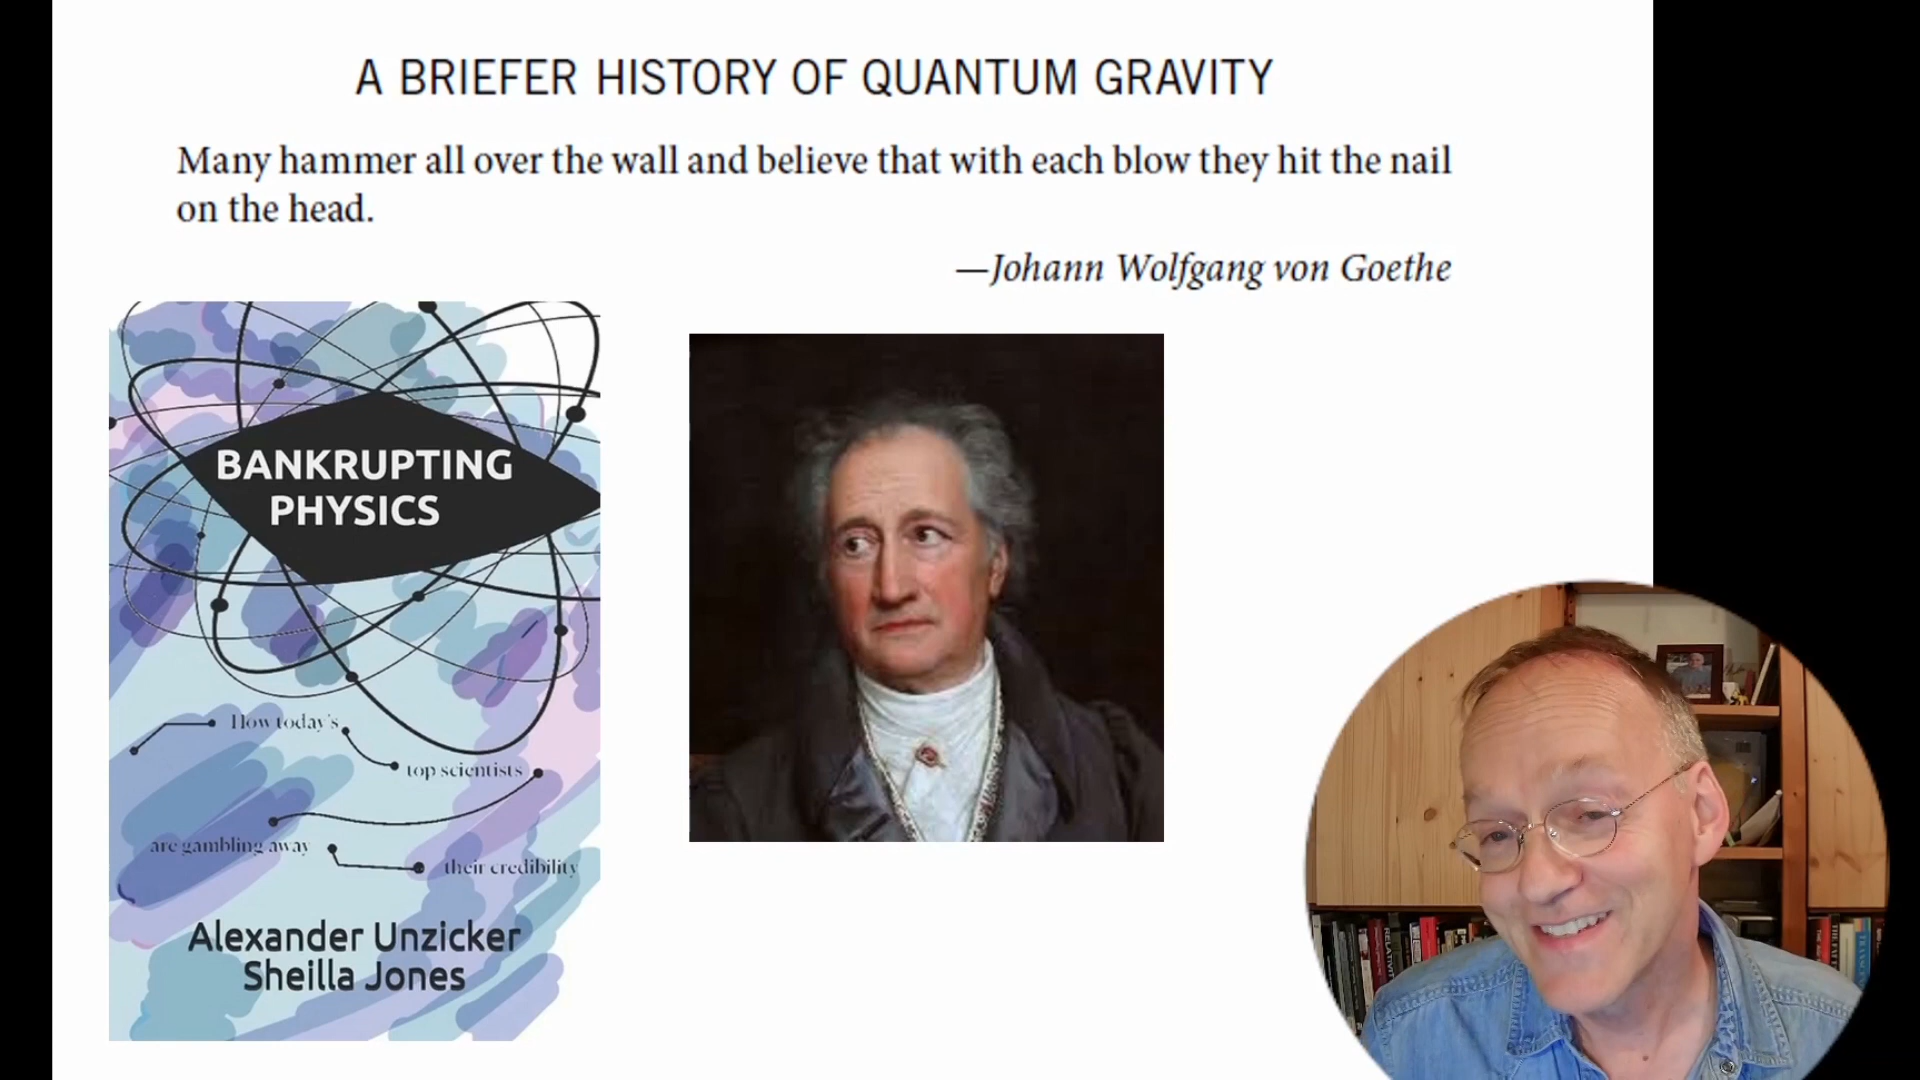 A BRIEFER HISTORY OF QUANTUM GRAVITY
Many hammer all over the wall and believe that with each blow they hit the nail
on the head.
—Johann Wolfgang von Goethe
BANKRUPTING
PHYSICS
How today's
top scientists
are gambling away
their credibility
Alexander Unzicker
Sheilla Jones